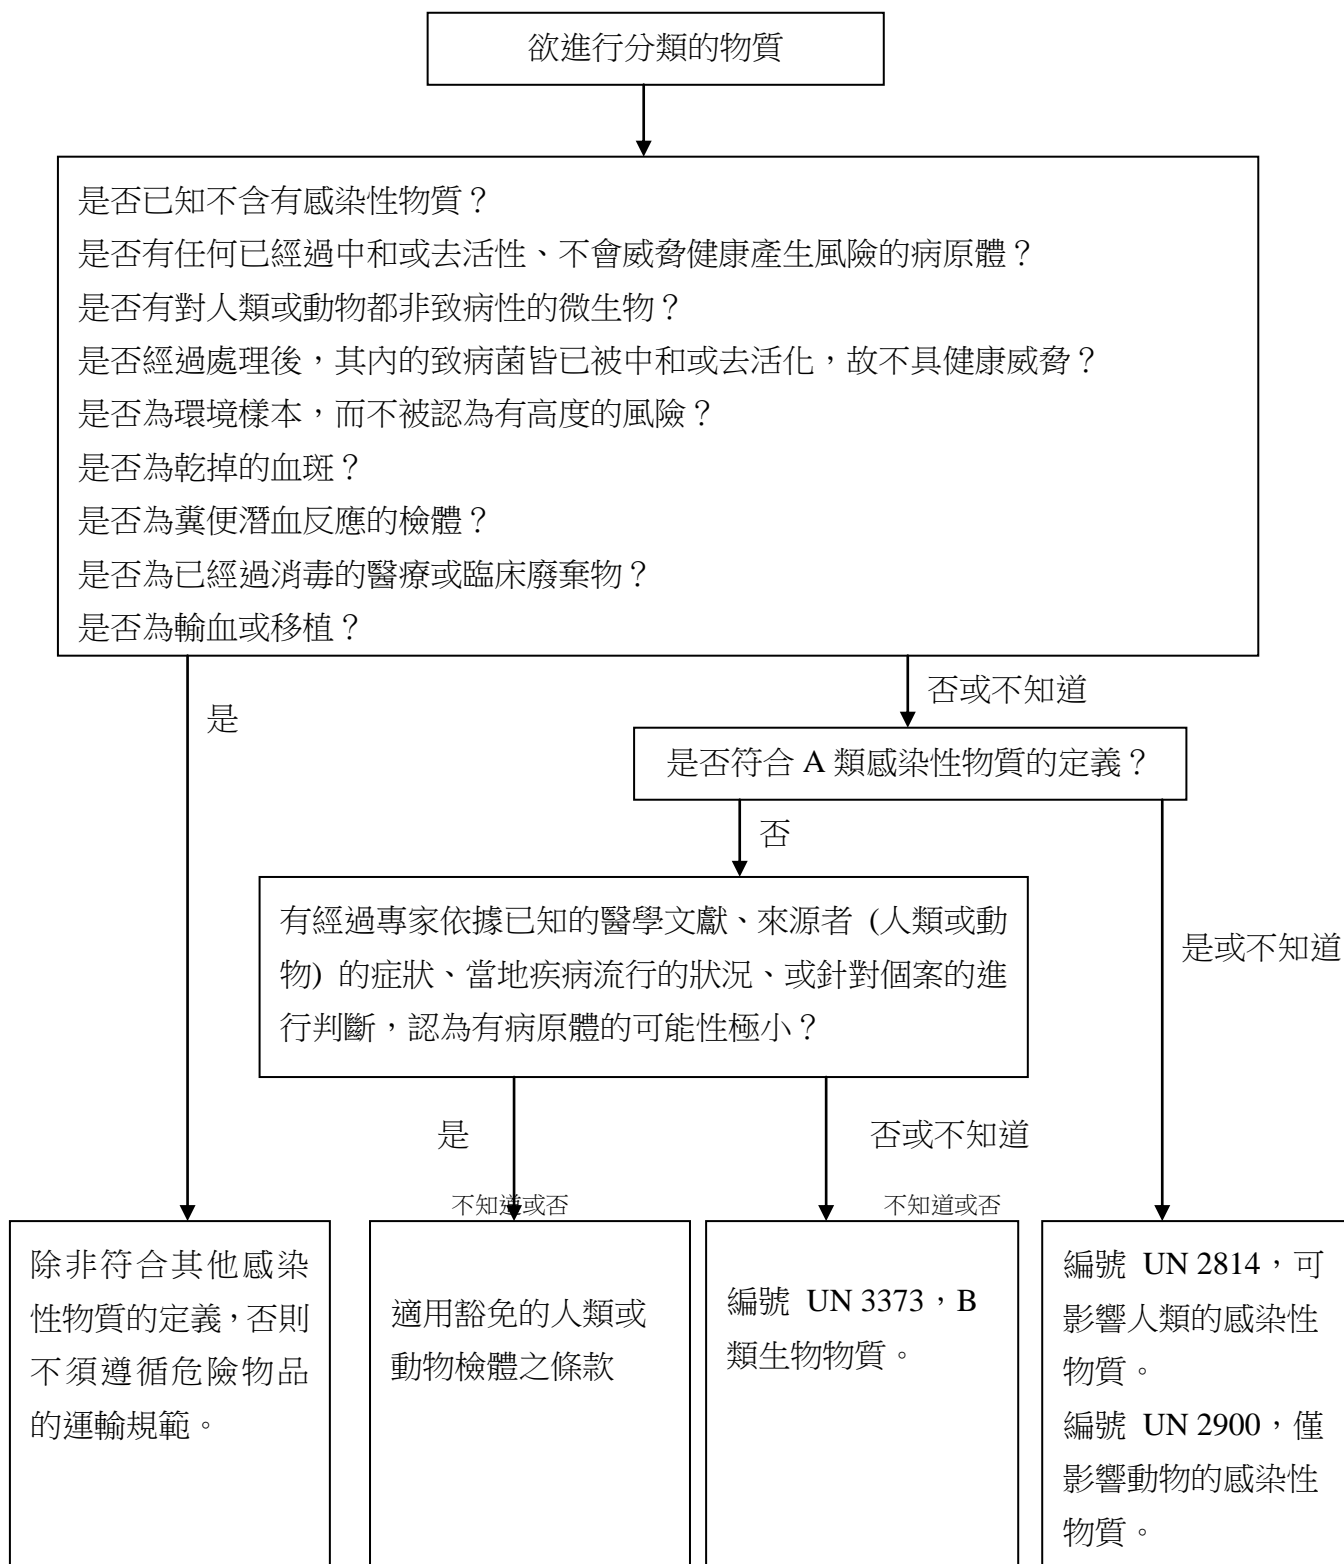 欲進行分類的物質
是否已知不含有感染性物質？
是否有任何已經過中和或去活性、不會威脅健康產生風險的病原體？
是否有對人類或動物都非致病性的微生物？
是否經過處理後，其內的致病菌皆已被中和或去活化，故不具健康威脅？
是否為環境樣本，而不被認為有高度的風險？
是否為乾掉的血斑？
是否為糞便潛血反應的檢體？
是否為已經過消毒的醫療或臨床廢棄物？
是否為輸血或移植？
是
否或不知道
是否符合 A 類感染性物質的定義？
否
有經過專家依據已知的醫學文獻、來源者 (人類或動
物) 的症狀、當地疾病流行的狀況、或針對個案的進
行判斷，認為有病原體的可能性極小？
是或不知道
是
否或不知道
不知道或否
不知道或否
除非符合其他感染
性物質的定義，否則
不須遵循危險物品
的運輸規範。
適用豁免的人類或
動物檢體之條款
編號 UN 3373，B
類生物物質。
編號 UN 2814，可
影響人類的感染性
物質。
編號 UN 2900，僅
影響動物的感染性
物質。